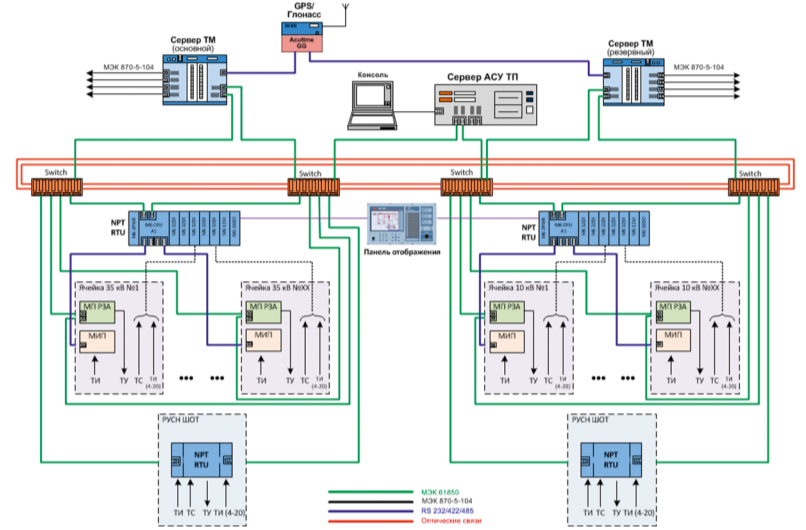 GPS/
Глонасс
Acutime
GG
Сервер ТМ
(основной)
МЭК 870-5-104
Консоль
Сервер АСУ ТП
Сервер ТМ
(резервный)
МЭК 870-5-104
Switch
Switch
Switch
Switch
NPT
RTU
Панель отображения
NPT
RTU
Ячейка 35 кВ №1
МП РЗА
МИП
ТИ
ТУ
ТС
ТИ
(4-20)
Ячейка 35 кВ №XX
МП РЗА
МИП
ТИ
ТУ
ТС
ТИ
(4-20)
Ячейка 10 кВ №1
МП РЗА
МИП
ТИ
ТУ
ТС
ТИ
(4-20)
Ячейка 10 кВ №XX
МП РЗА
МИП
ТИ
ТУ
ТС
ТИ
(4-20)
РУСН ШОТ
NPT
RTU
ТИ ТС ТУ ТИ (4-20)
РУСН ШОТ
NPT
RTU
ТИ ТС ТУ ТИ (4-20)
МЭК 61850
МЭК 870-5-104
RS 232/422/485
Оптические связи